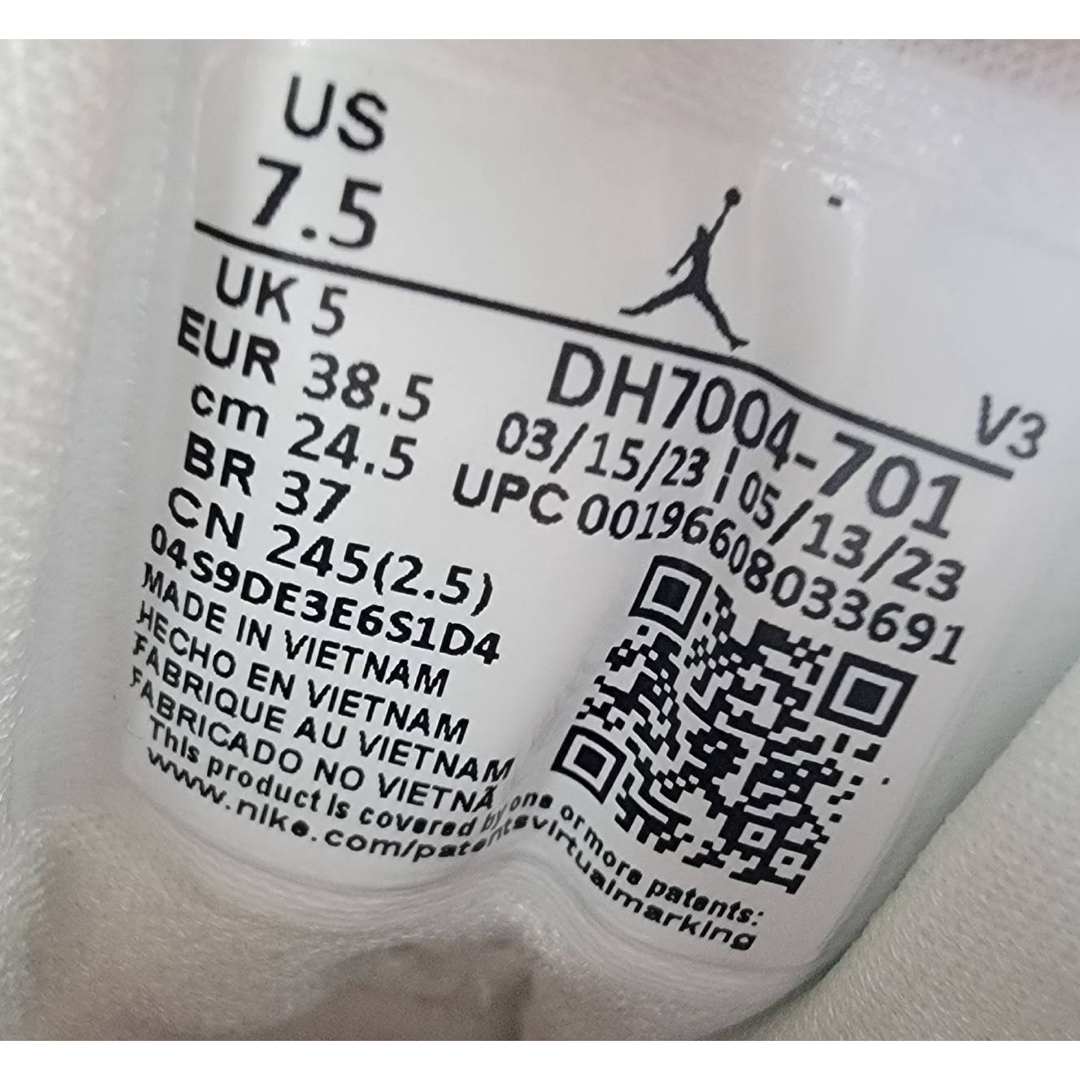 US
7.5
UK 5
EUR 38.5
cm 24.5
BR 37
CN 245(2.5)
04S9DE3E6S1D4
MADE IN VIETNAM
HECHO EN VIETNAM
FABRIQUE AU VIETNAM
FABRICADO NO VIETNÃ
This product is covered by one or more patents:
www.nike.com/patentsvirtualmarking
V3
DH7004-701
03/15/23 | 05/13/23
UPC 00196608033691